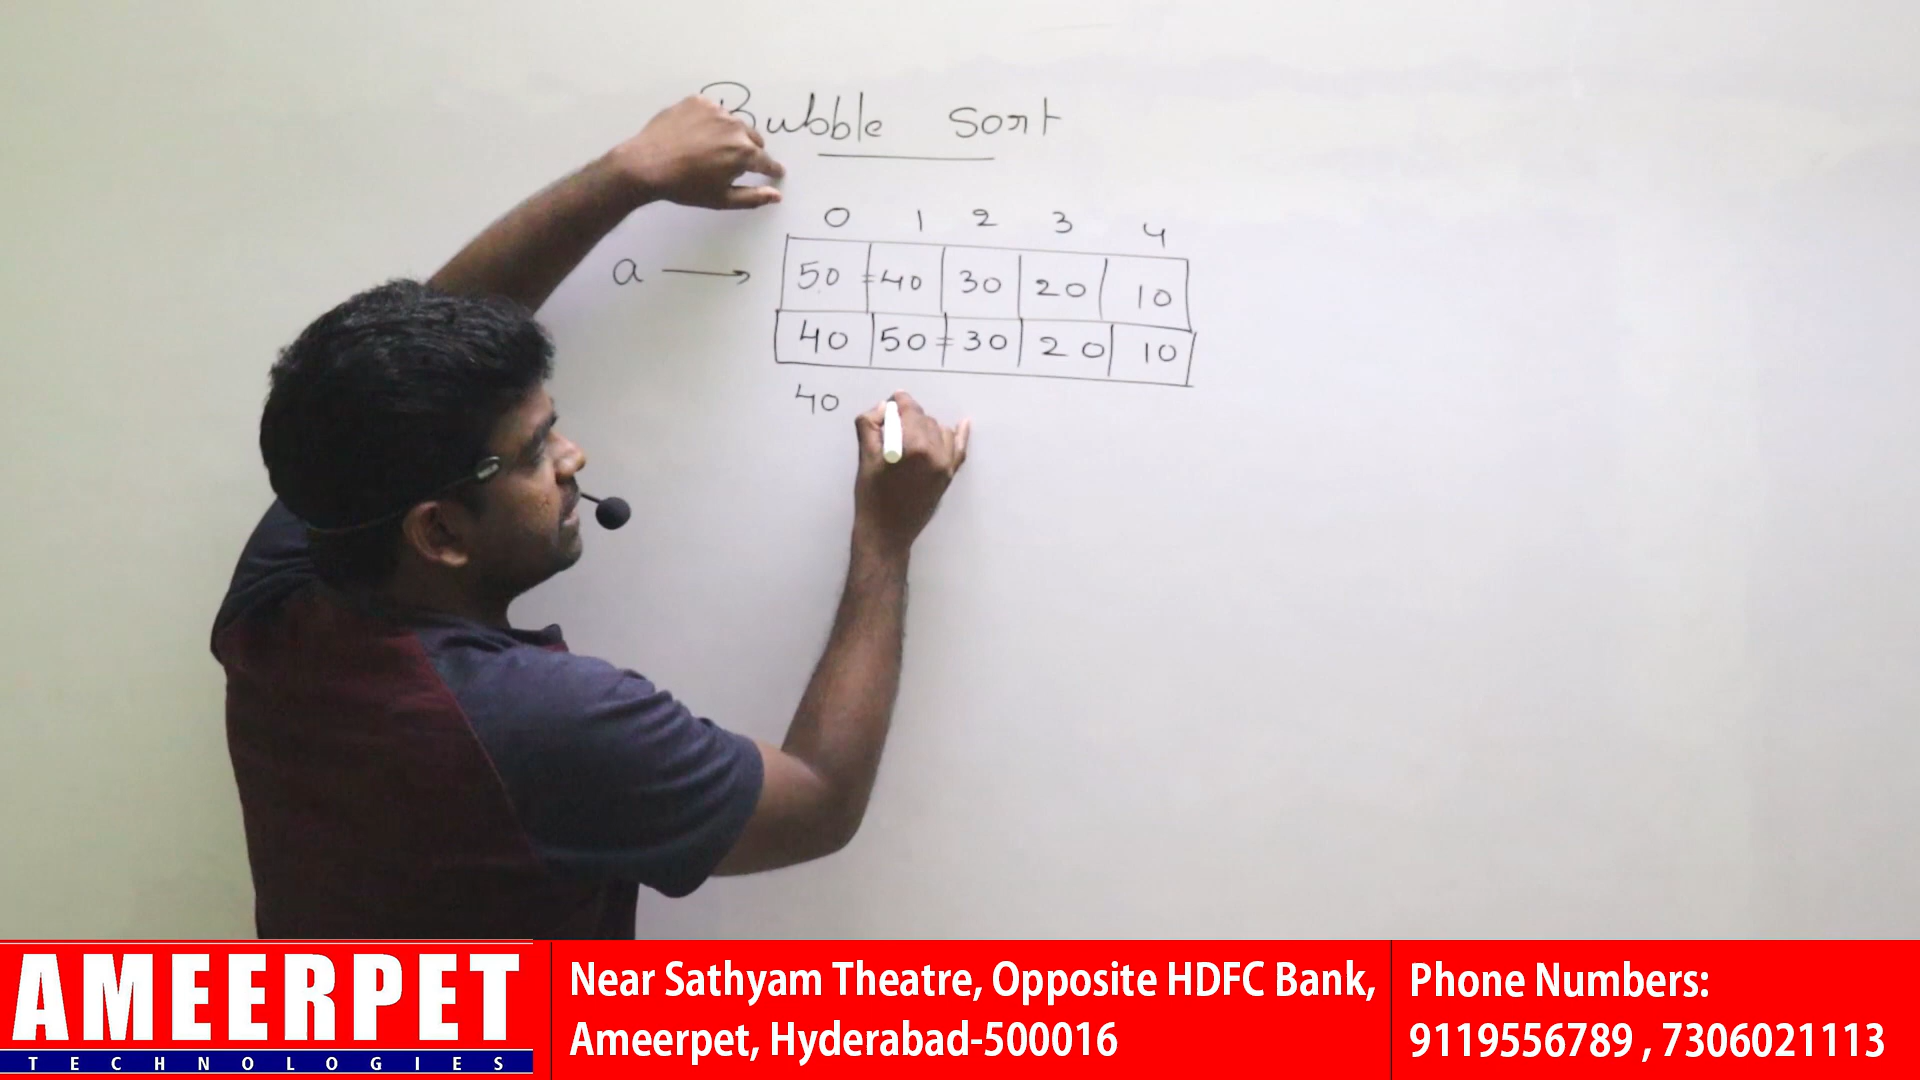 Bubble sort
0 1 2 3 4
a → 50 = 40 30 20 10
40 50 = 30 20 10
40
AMEERPET
TECHNOLOGIES
Near Sathyam Theatre, Opposite HDFC Bank,
Ameerpet, Hyderabad-500016
Phone Numbers:
9119556789 , 7306021113